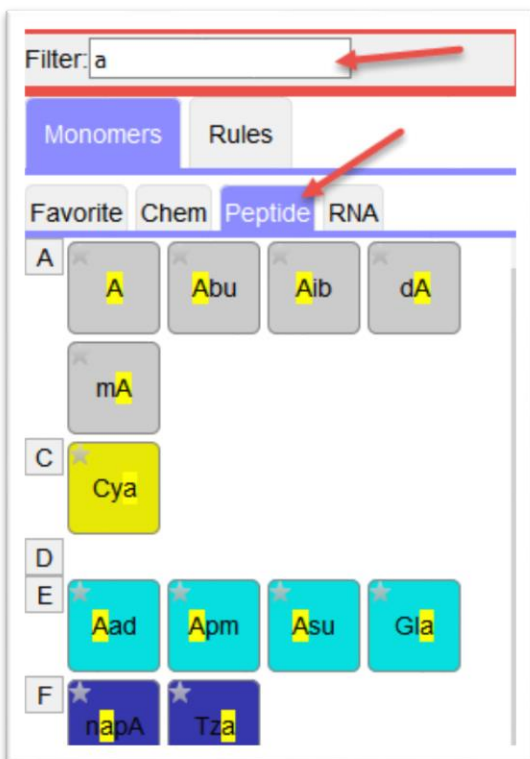 Filter: a
Monomers Rules
Favorite Chem Peptide RNA
A
A Abu Aib dA
mA
C
Cya
D
E
Aad Apm Asu Gla
F
napA Tza